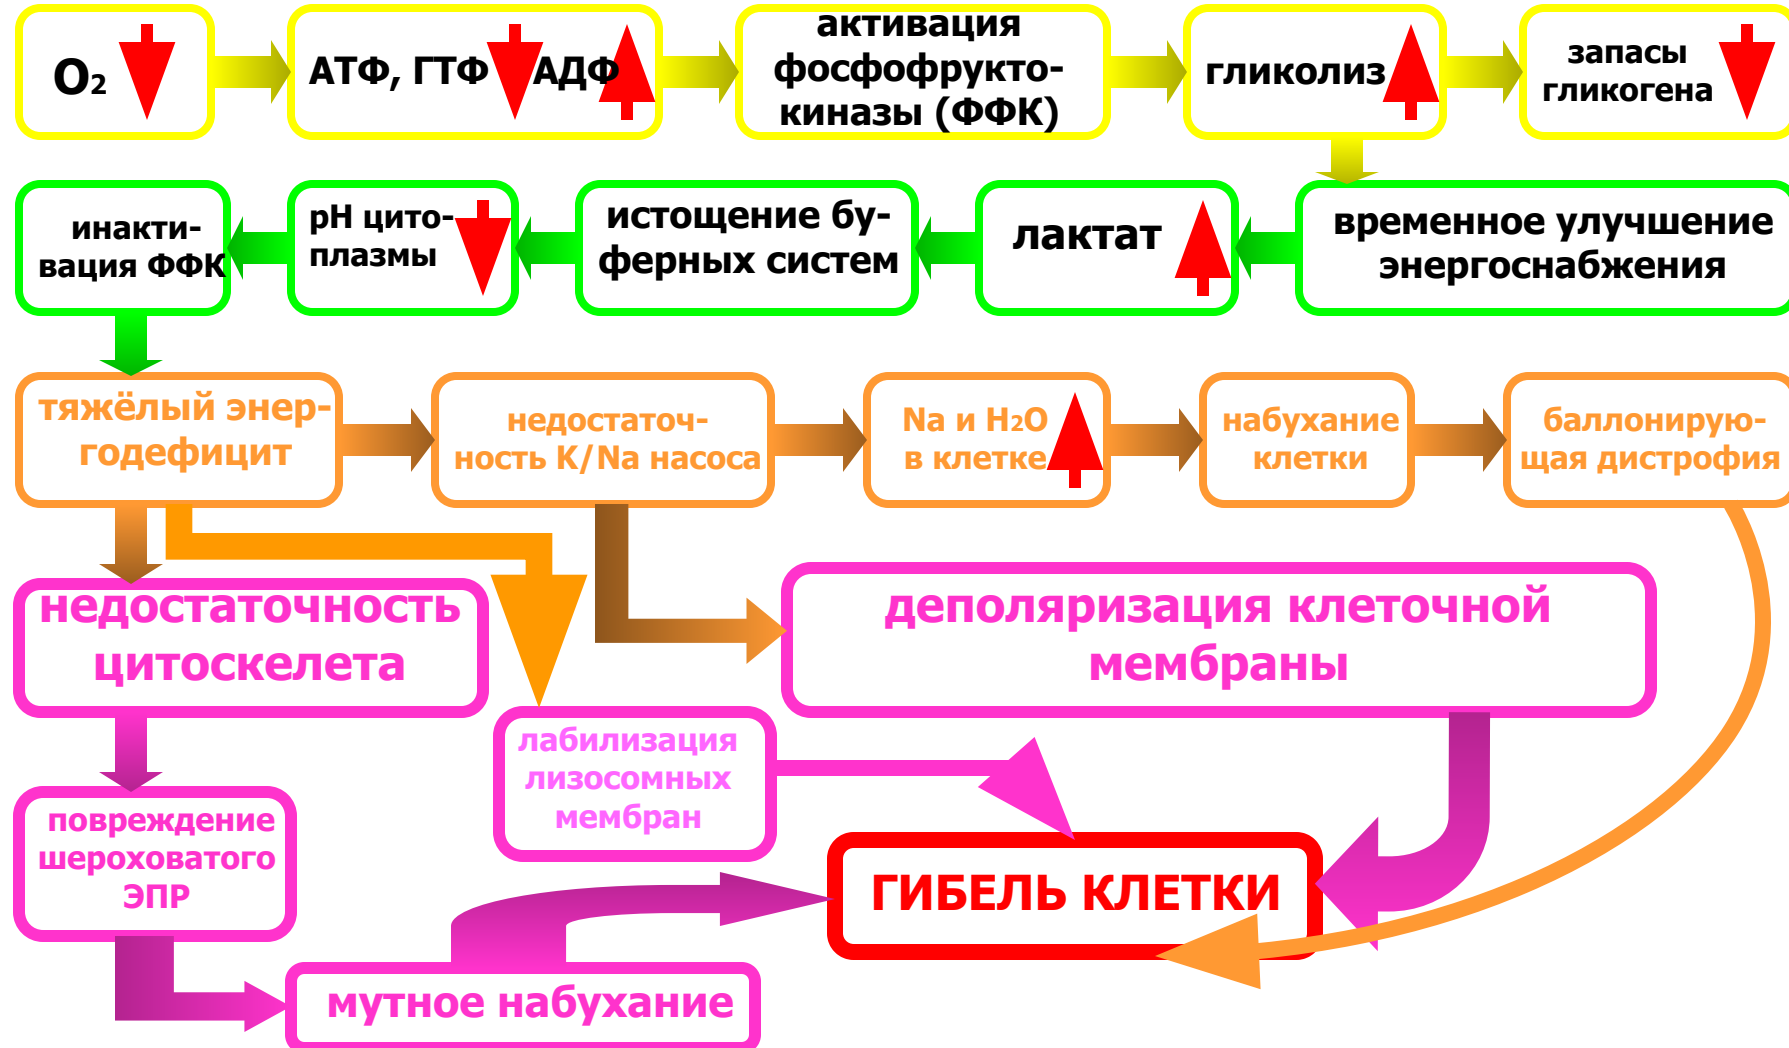 O₂
АТФ, ГТФ АДФ
активация
фосфофрукто-
киназы (ФФК)
гликолиз
запасы
гликогена
инакти-
вация ФФК
pH цито-
плазмы
истощение бу-
ферных систем
лактат
временное улучшение
энергоснабжения
тяжёлый энер-
годефицит
недостаточ-
ность K/Na насоса
Na и H₂O
в клетке
набухание
клетки
баллонирую-
щая дистрофия
недостаточность
цитоскелета
деполяризация клеточной
мембраны
лабилизация
лизосомных
мембран
повреждение
шероховатого
ЭПР
ГИБЕЛЬ КЛЕТКИ
мутное набухание